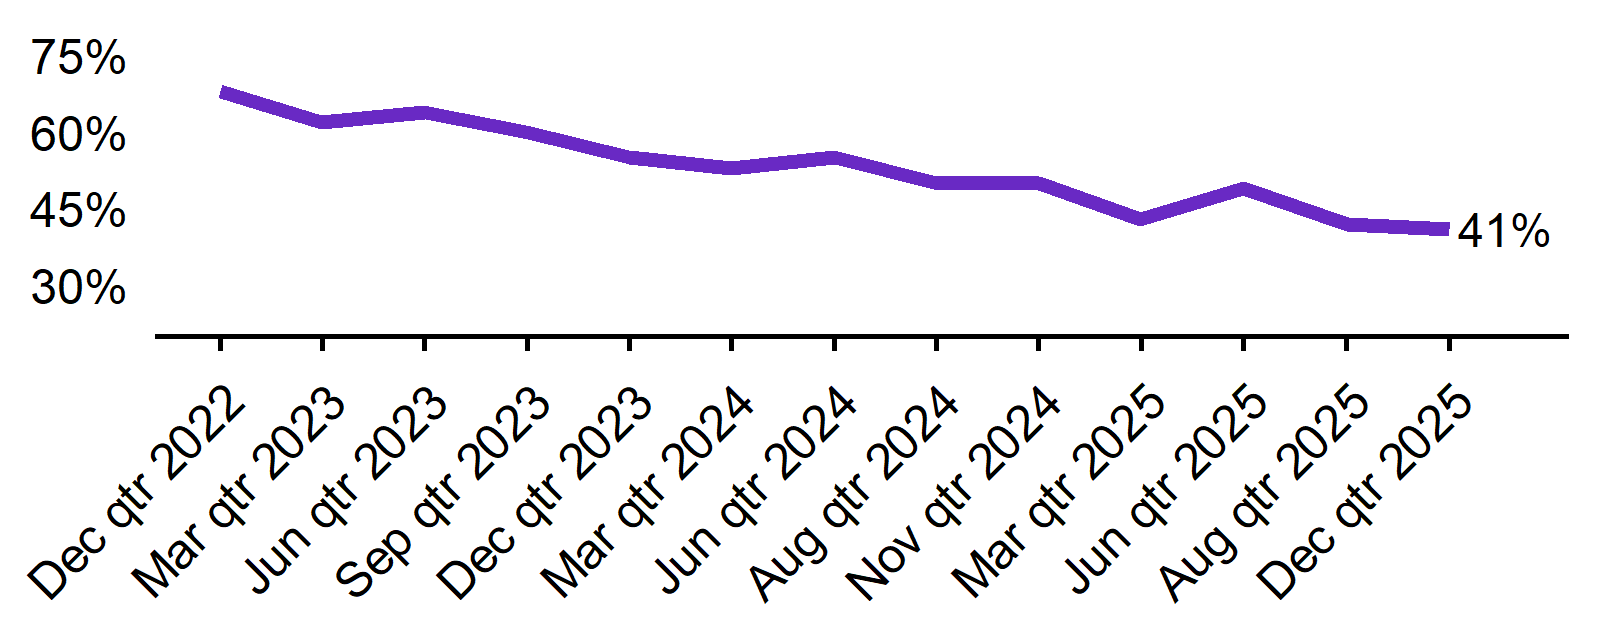 75%
60%
45%
30%
41%
Dec qtr 2022
Mar qtr 2023
Jun qtr 2023
Sep qtr 2023
Dec qtr 2023
Mar qtr 2024
Jun qtr 2024
Aug qtr 2024
Nov qtr 2024
Mar qtr 2025
Jun qtr 2025
Aug qtr 2025
Dec qtr 2025